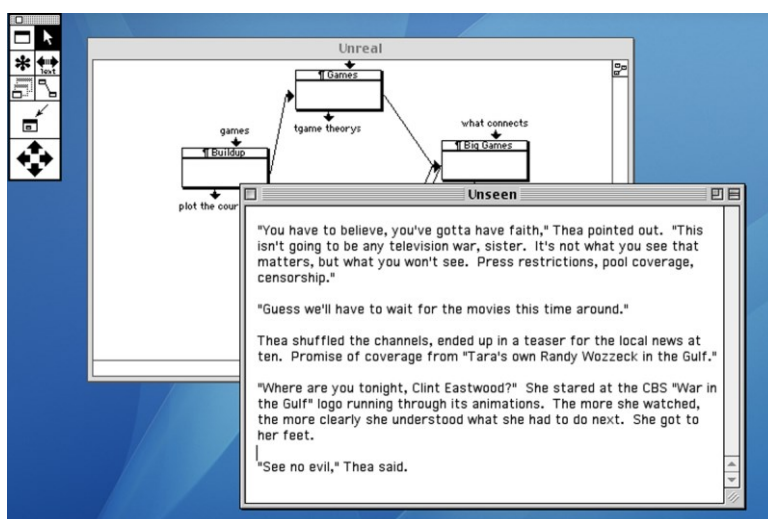 Unreal
text
¶ Games
tgame theorys
games
what connects
¶ Buildup
¶ Big Games
plot the cour
Unseen
"You have to believe, you've gotta have faith," Thea pointed out. "This
isn't going to be any television war, sister. It's not what you see that
matters, but what you won't see. Press restrictions, pool coverage,
censorship."
"Guess we'll have to wait for the movies this time around."
Thea shuffled the channels, ended up in a teaser for the local news at
ten. Promise of coverage from "Tara's own Randy Wozzeck in the Gulf."
"Where are you tonight, Clint Eastwood?" She stared at the CBS "War in
the Gulf" logo running through its animations. The more she watched,
the more clearly she understood what she had to do next. She got to
her feet.
"See no evil," Thea said.